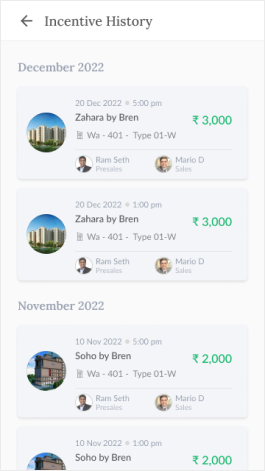 Incentive History
December 2022
20 Dec 2022 5:00 pm
Zahara by Bren
₹ 3,000
Wa - 401 - Type 01-W
Ram Seth
Presales
Mario D
Sales
20 Dec 2022 1:00 pm
Zahara by Bren
₹ 3,000
Wa - 401 - Type 01-W
Ram Seth
Presales
Mario D
Sales
November 2022
10 Nov 2022 5:00 pm
Soho by Bren
₹ 2,000
Wa - 401 - Type 01-W
Ram Seth
Presales
Mario D
Sales
10 Nov 2022 1:00 pm
Soho by Bren
₹ 2,000